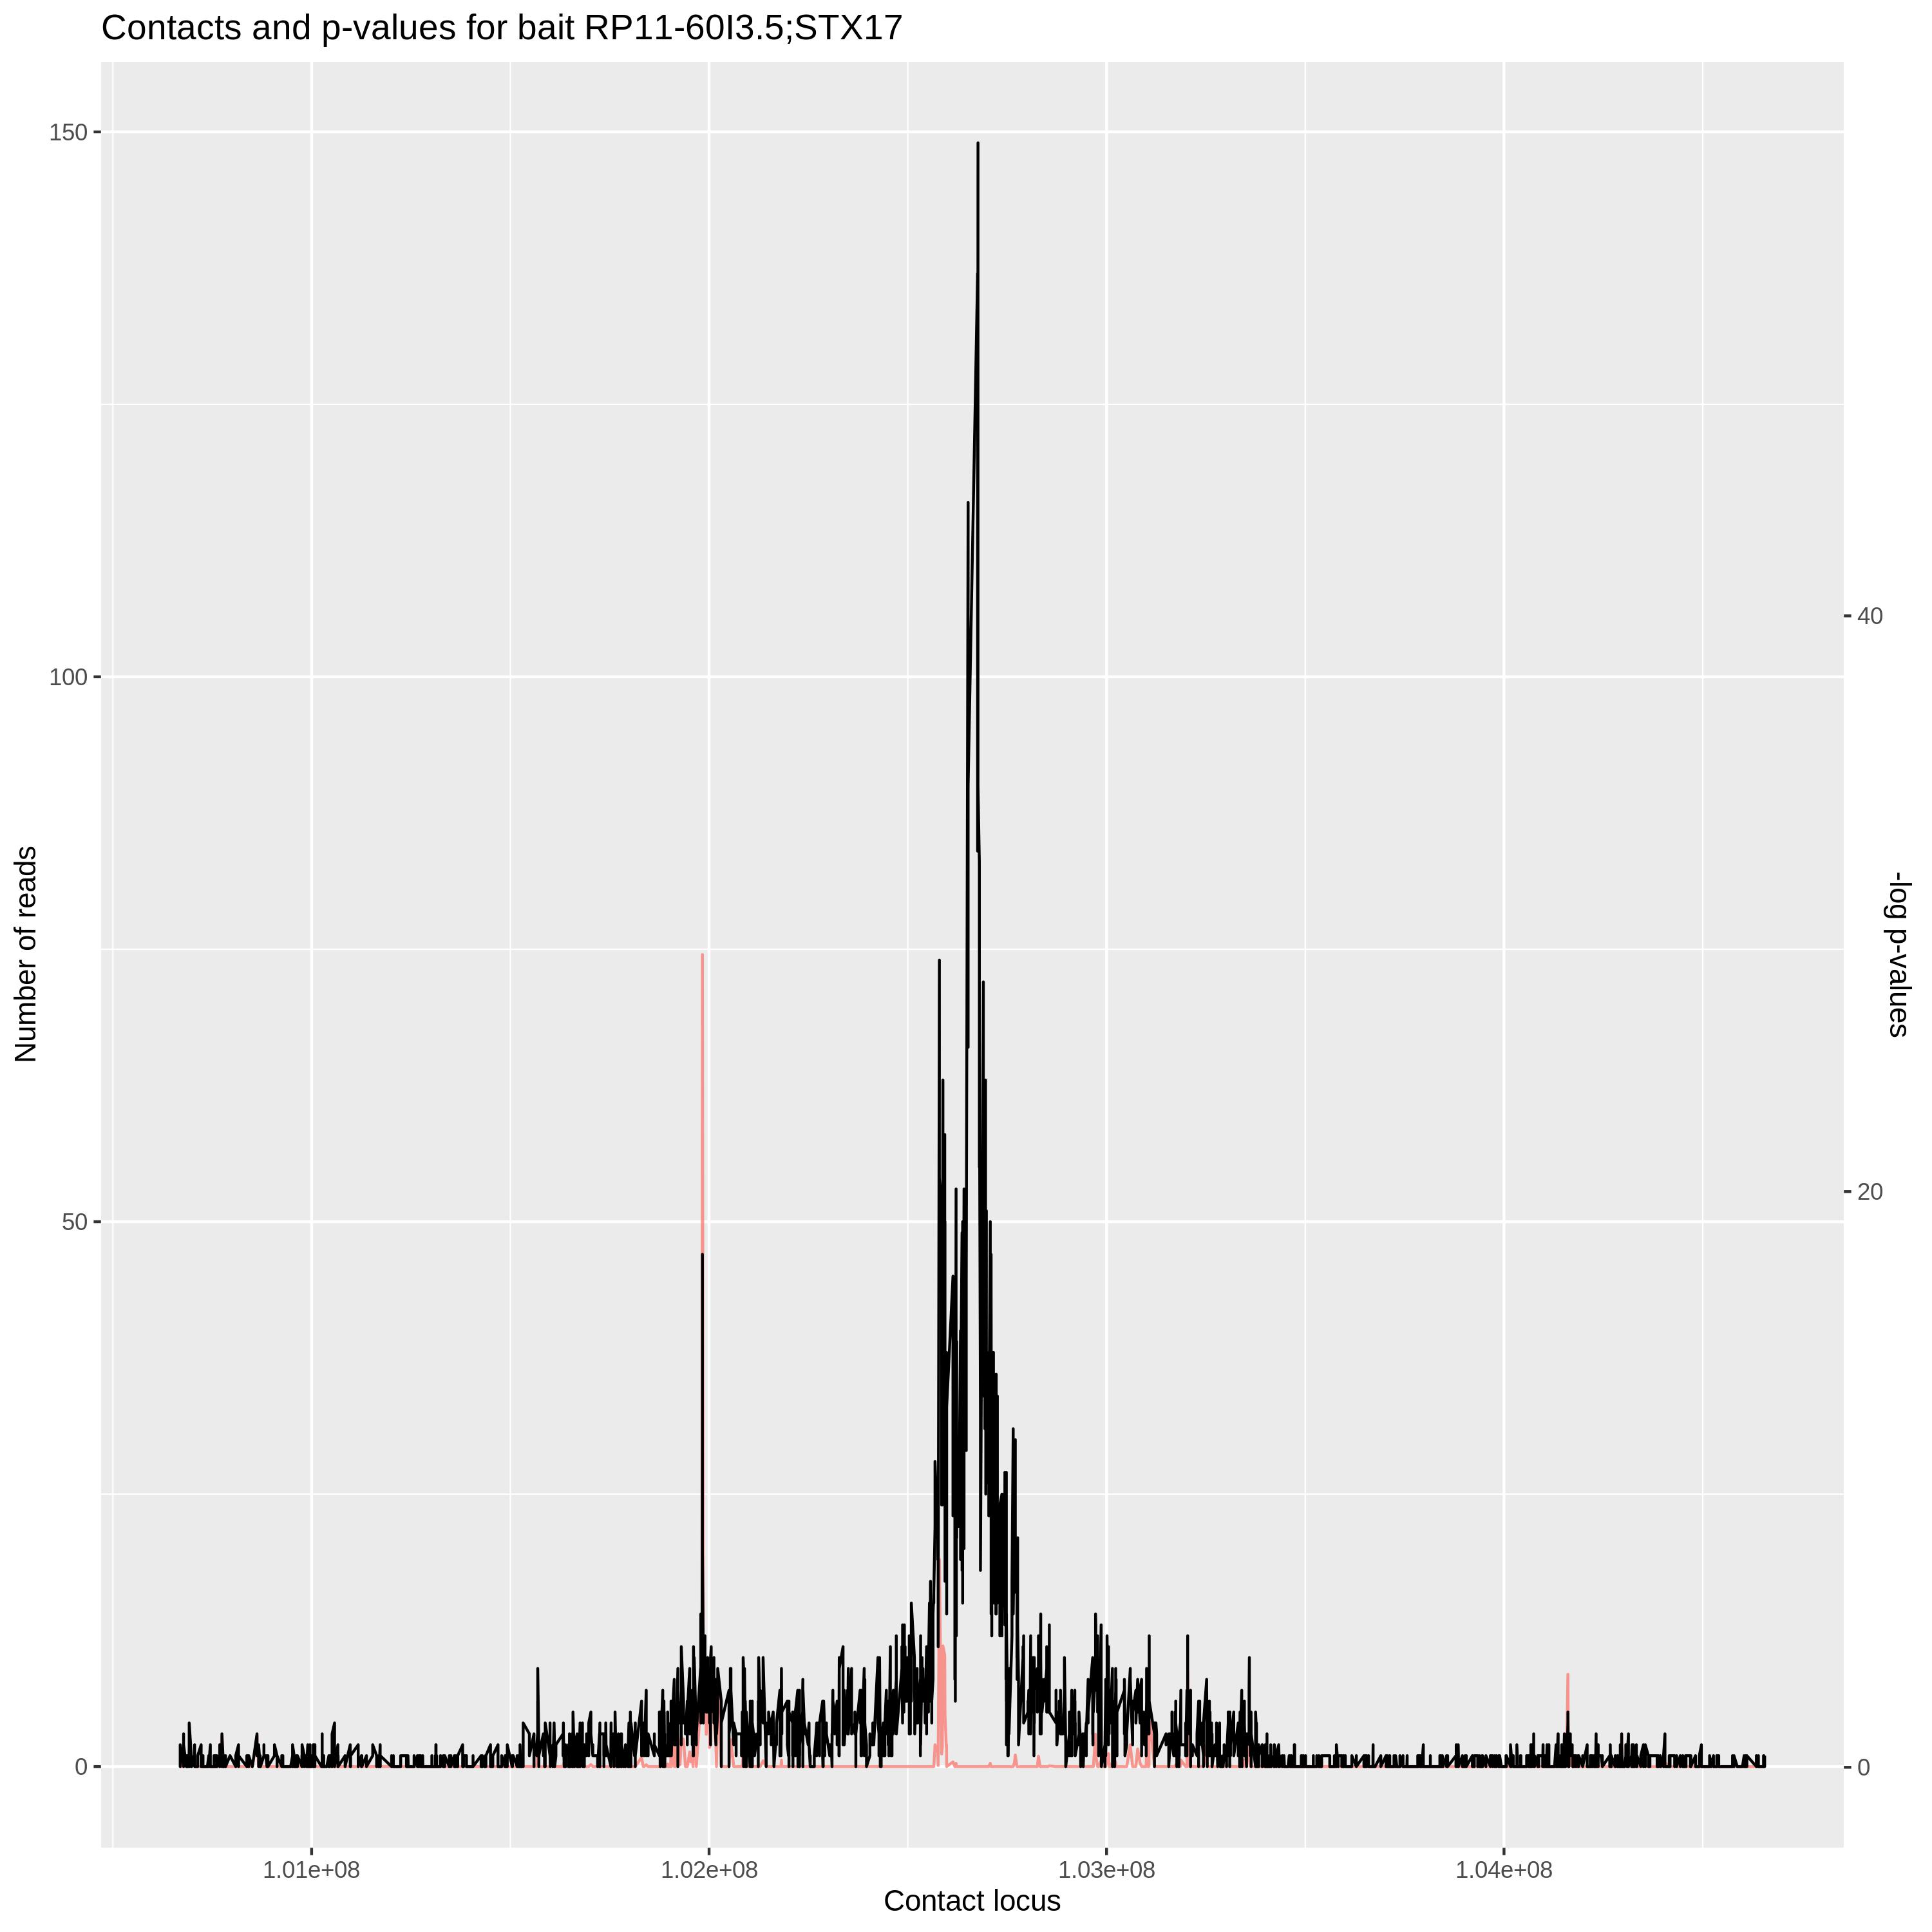 Contacts and p-values for bait RP11-60I3.5;STX17
150
100
50
0
Number of reads
40
20
0
-log p-values
1.01e+08
1.02e+08
1.03e+08
1.04e+08
Contact locus